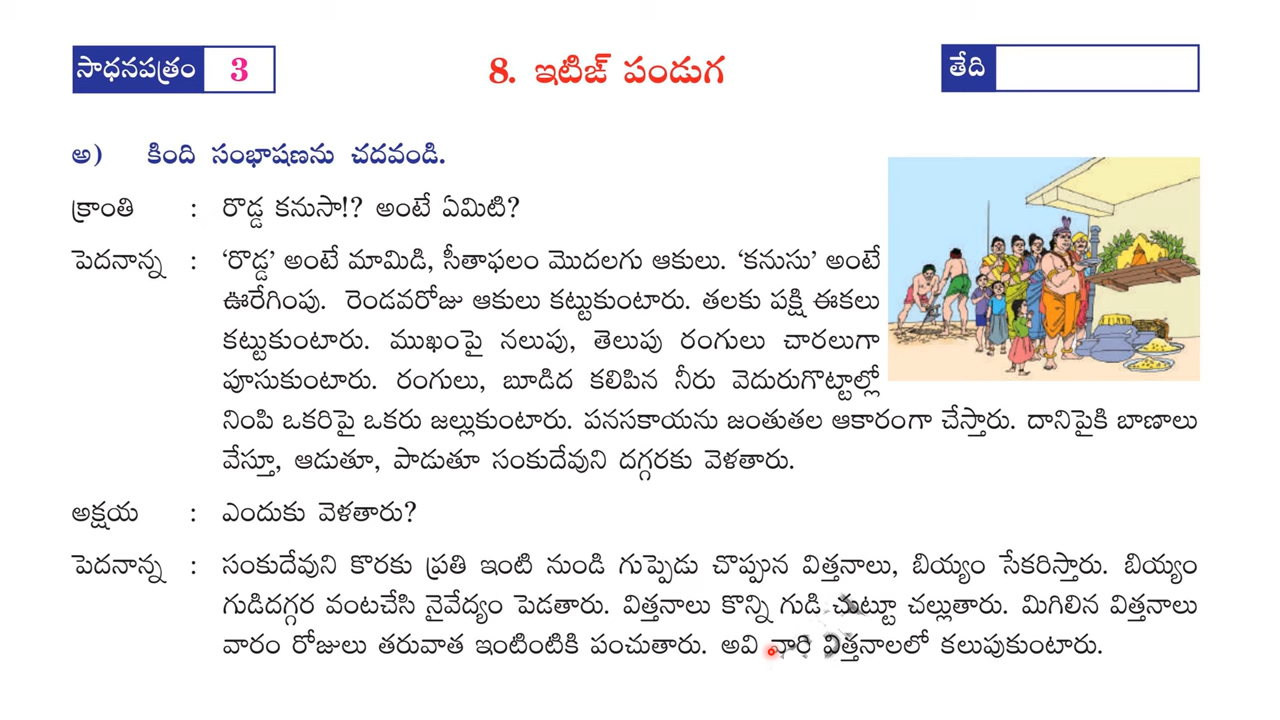 సాధనపత్రం 3
8. ఇటిజ్ పండుగ
తేది
అ) కింది సంభాషణను చదవండి.
క్రాంతి : రొడ్డ కనుసా!? అంటే ఏమిటి?
పెదనాన్న : ‘రొడ్డ’ అంటే మామిడి, సీతాఫలం మొదలగు ఆకులు. ‘కనుసు’ అంటే
ఊరేగింపు. రెండవరోజు ఆకులు కట్టుకుంటారు. తలకు పక్షి ఈకలు
కట్టుకుంటారు. ముఖంపై నలుపు, తెలుపు రంగులు చారలుగా
పూసుకుంటారు. రంగులు, బూడిద కలిపిన నీరు వెదురుగొట్టాల్లో
నింపి ఒకరిపై ఒకరు జల్లుకుంటారు. పనసకాయను జంతుతల ఆకారంగా చేస్తారు. దానిపైకి బాణాలు
వేస్తూ, ఆడుతూ, పాడుతూ సంకుదేవుని దగ్గరకు వెళతారు.
అక్షయ : ఎందుకు వెళతారు?
పెదనాన్న : సంకుదేవుని కొరకు ప్రతి ఇంటి నుండి గుప్పెడు చొప్పున విత్తనాలు, బియ్యం సేకరిస్తారు. బియ్యం
గుడిదగ్గర వంటచేసి నైవేద్యం పెడతారు. విత్తనాలు కొన్ని గుడి చుట్టూ చల్లుతారు. మిగిలిన విత్తనాలు
వారం రోజులు తరువాత ఇంటింటికి పంచుతారు. అవి వారి విత్తనాలలో కలుపుకుంటారు.